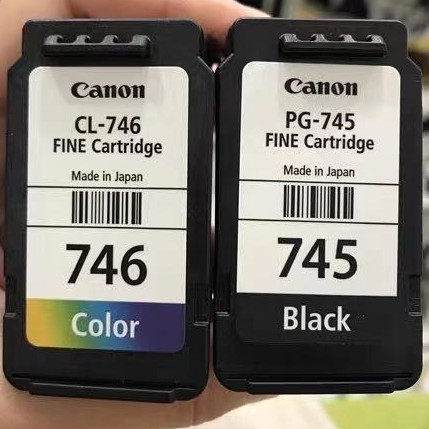 Canon
CL-746
FINE Cartridge
Made in Japan
746
Color
Canon
PG-745
FINE Cartridge
Made in Japan
745
Black